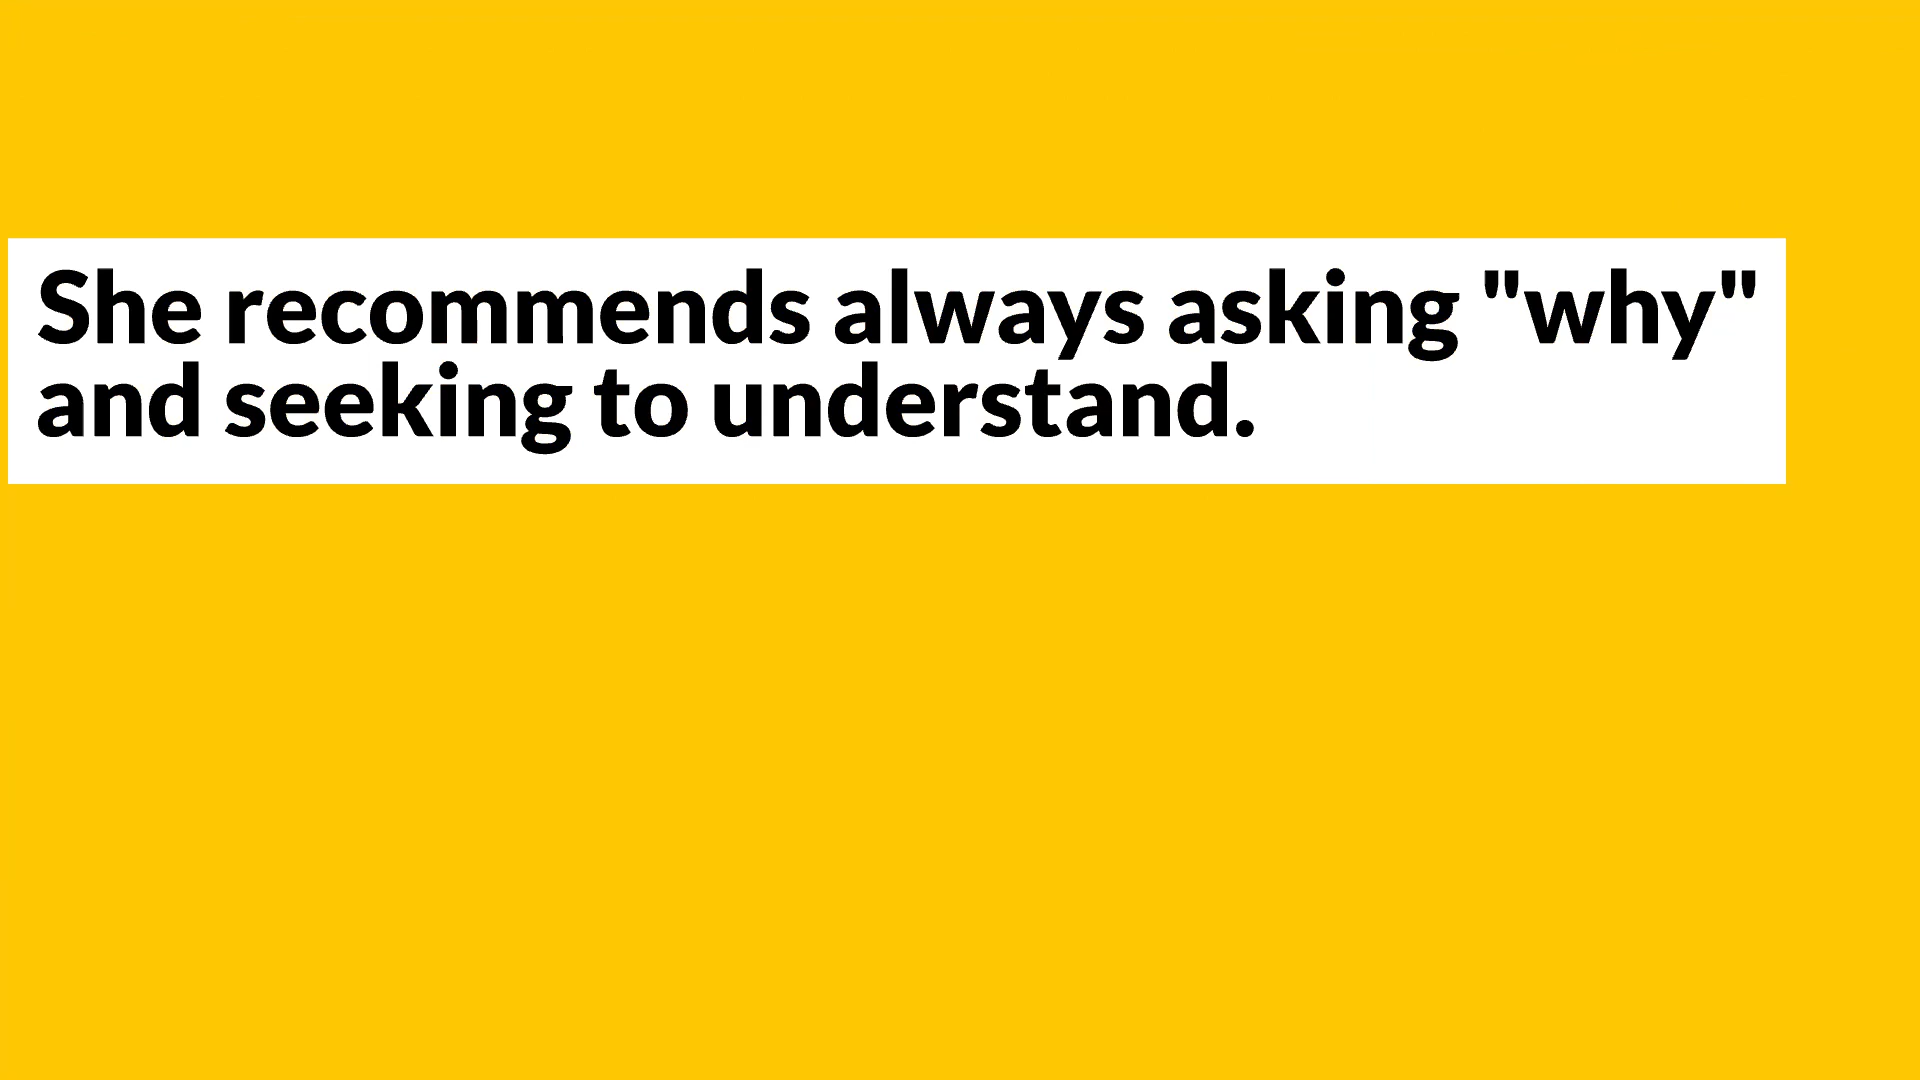 She recommends always asking "why"
and seeking to understand.